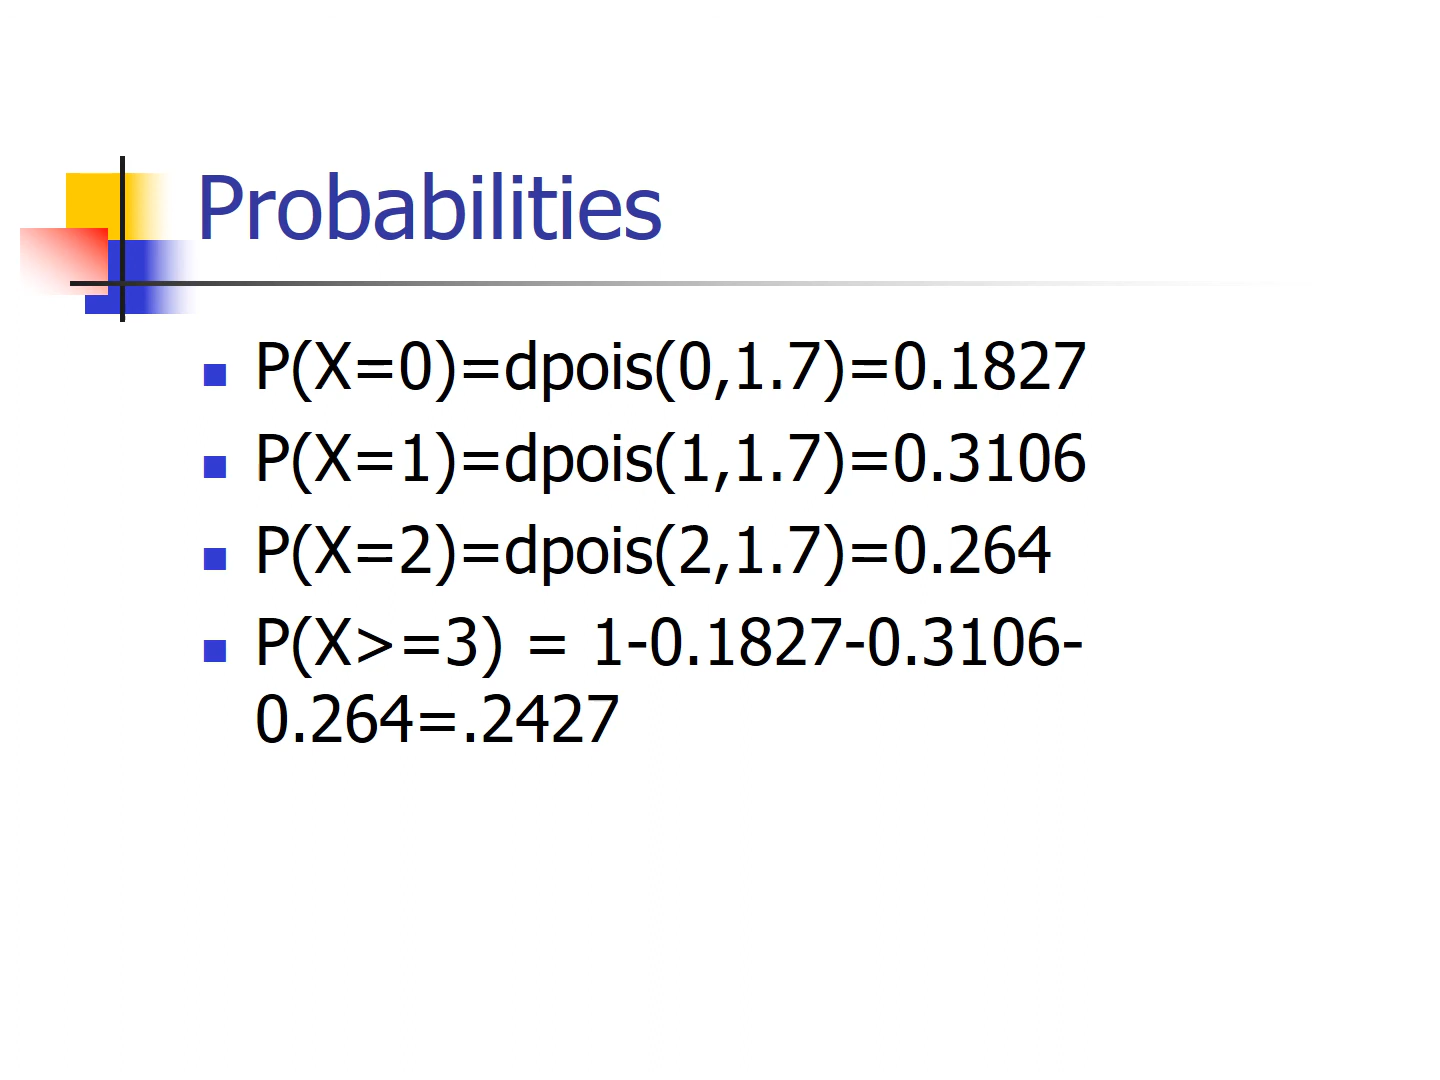 Probabilities
P(X=0)=dpois(0,1.7)=0.1827
P(X=1)=dpois(1,1.7)=0.3106
P(X=2)=dpois(2,1.7)=0.264
P(X>=3) = 1-0.1827-0.3106-
0.264=.2427